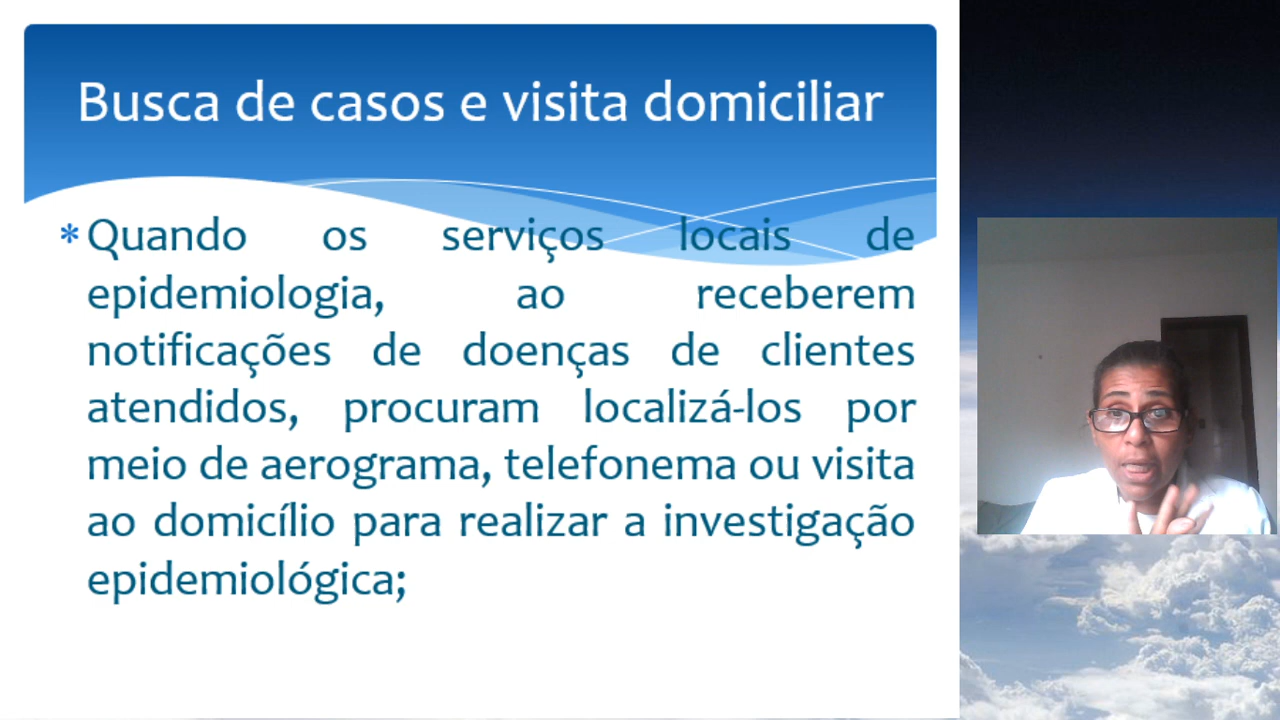 Busca de casos e visita domiciliar
* Quando os serviços locais de
epidemiologia, ao receberem
notificações de doenças de clientes
atendidos, procuram localizá-los por
meio de aerograma, telefonema ou visita
ao domicílio para realizar a investigação
epidemiológica;